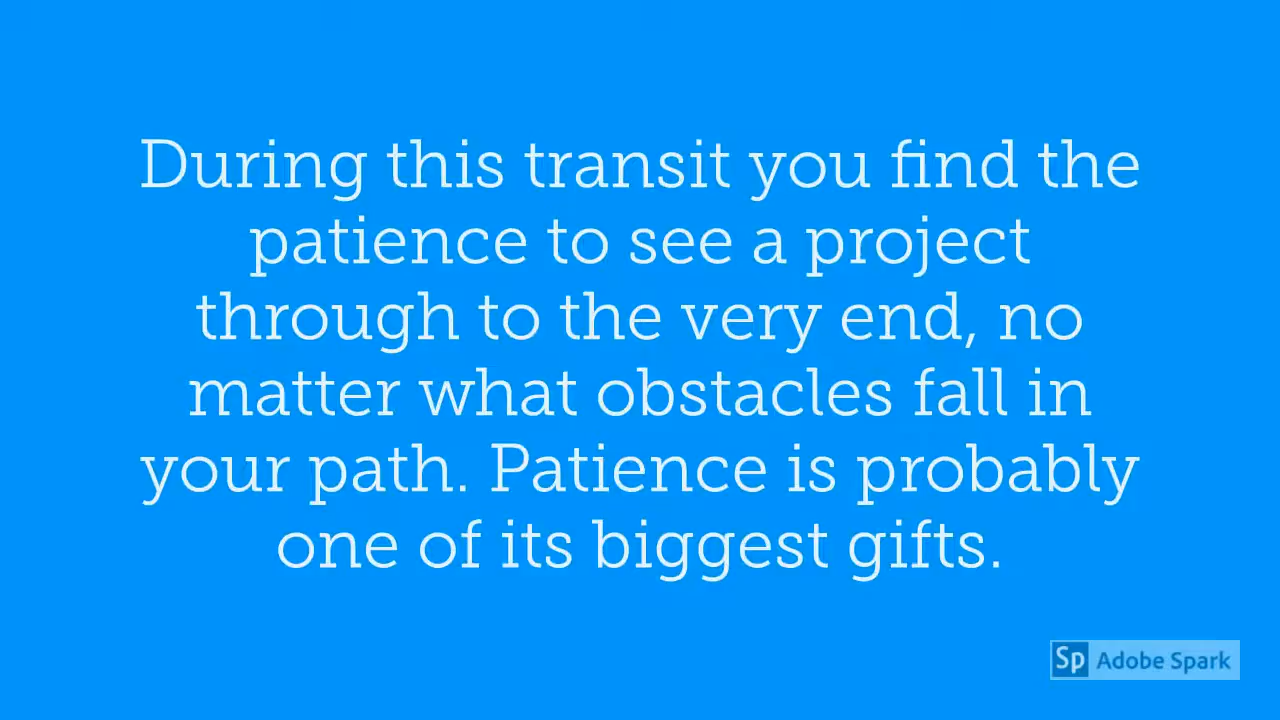 During this transit you find the
patience to see a project
through to the very end, no
matter what obstacles fall in
your path. Patience is probably
one of its biggest gifts.
Sp Adobe Spark